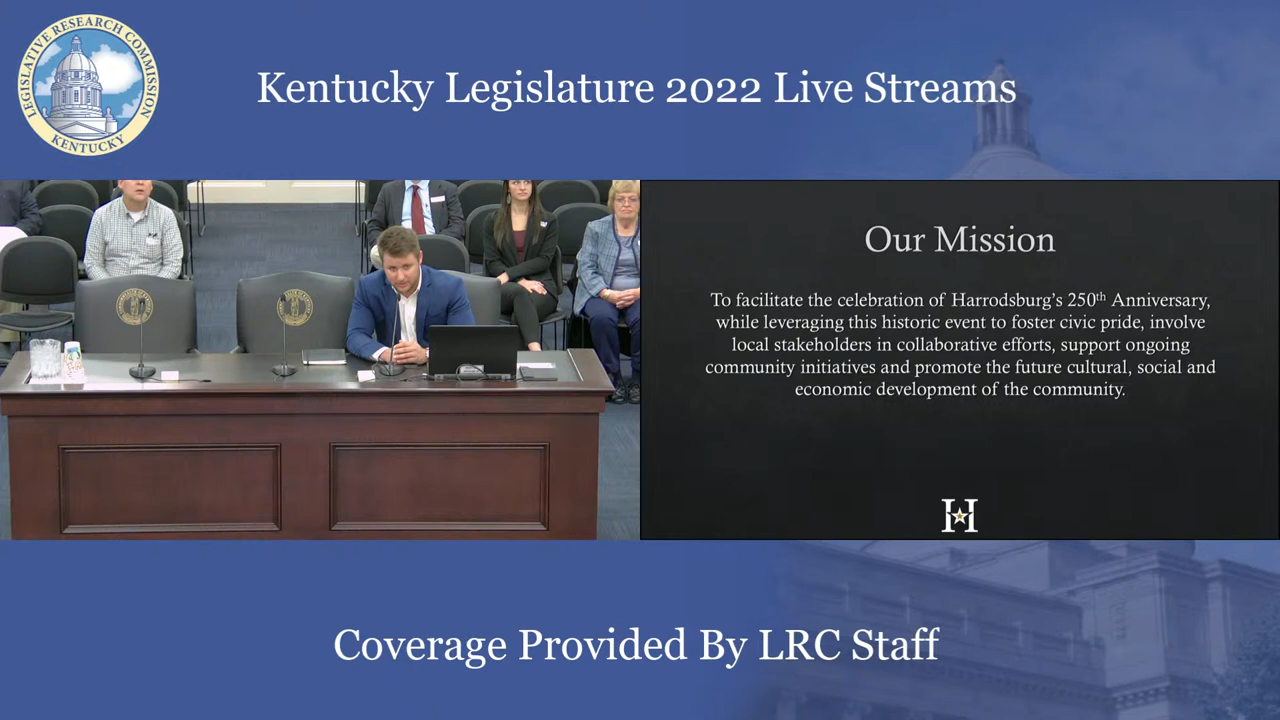 LEGISLATIVE RESEARCH COMMISSION
KENTUCKY
Kentucky Legislature 2022 Live Streams
Our Mission
To facilitate the celebration of Harrodsburg's 250th Anniversary,
while leveraging this historic event to foster civic pride, involve
local stakeholders in collaborative efforts, support ongoing
community initiatives and promote the future cultural, social and
economic development of the community.
H
Coverage Provided By LRC Staff